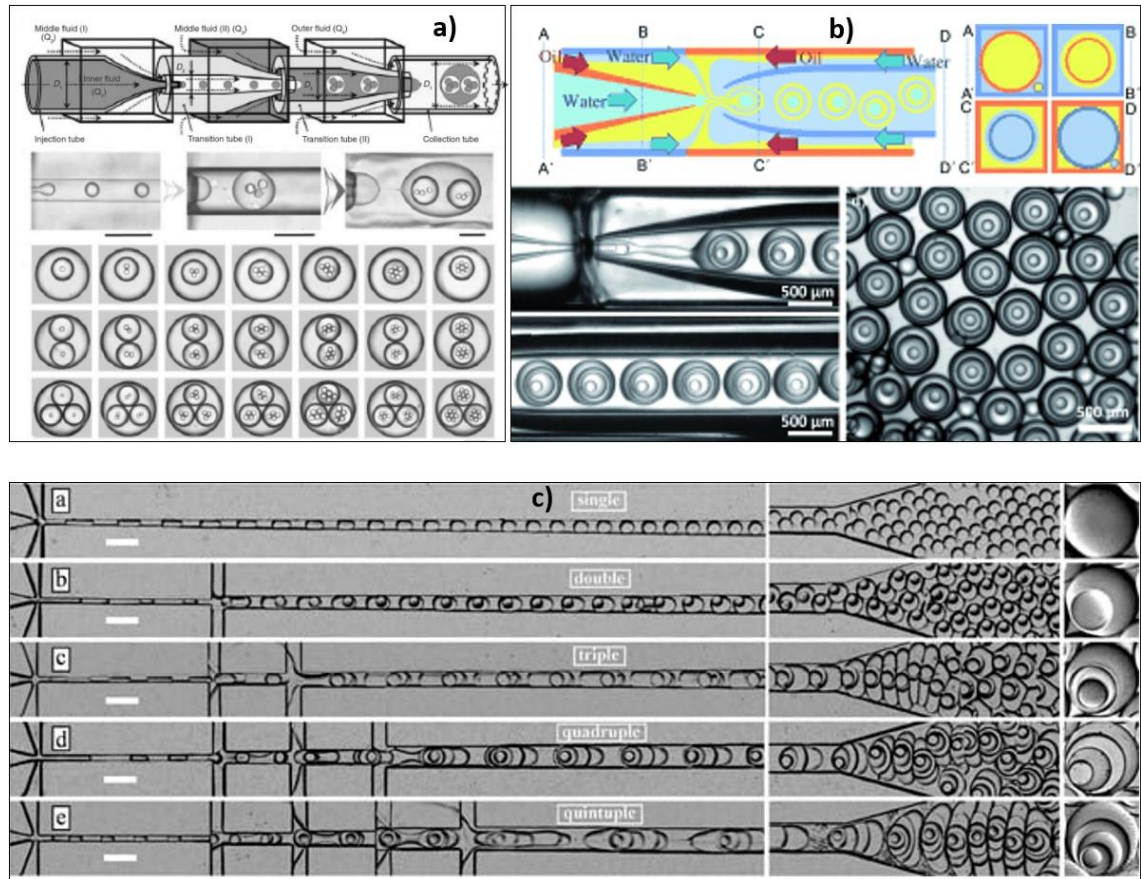 Middle fluid (I)
Middle fluid (II) (Q₃)
Outer fluid (Q₄)
a)
(Q₂)
Inner fluid
(Q₁)
Injection tube
Transition tube (I)
Transition tube (II)
Collection tube
b)
A
B
C
D
Oil
Water
Oil
Water
Water
A'
B'
C'
D'
A
B
A'
B'
C
D
C'
D'
500 µm
500 µm
500 µm
c)
a
single
b
double
c
triple
d
quadruple
e
quintuple